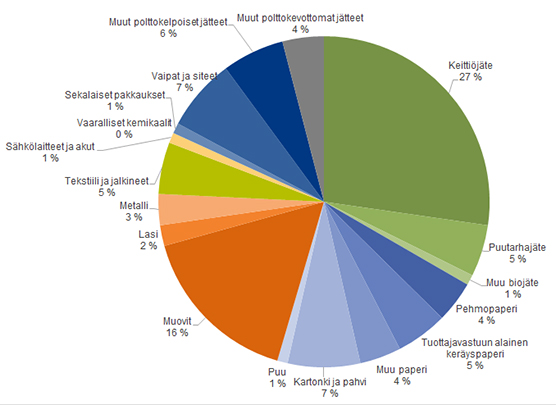 Muut polttokevottomat jätteet
4 %
Keittiöjäte
27 %
Puutarhajäte
5 %
Muu biojäte
1 %
Pehmopaperi
4 %
Tuottajavastuun alainen
keräyspaperi
5 %
Muu paperi
4 %
Kartonki ja pahvi
7 %
Puu
1 %
Muovit
16 %
Lasi
2 %
Metalli
3 %
Tekstiili ja jalkineet
5 %
Sähkölaitteet ja akut
1 %
Vaaralliset kemikaalit
0 %
Sekalaiset pakkaukset
1 %
Vaipat ja siteet
7 %
Muut polttokelpoiset jätteet
6 %